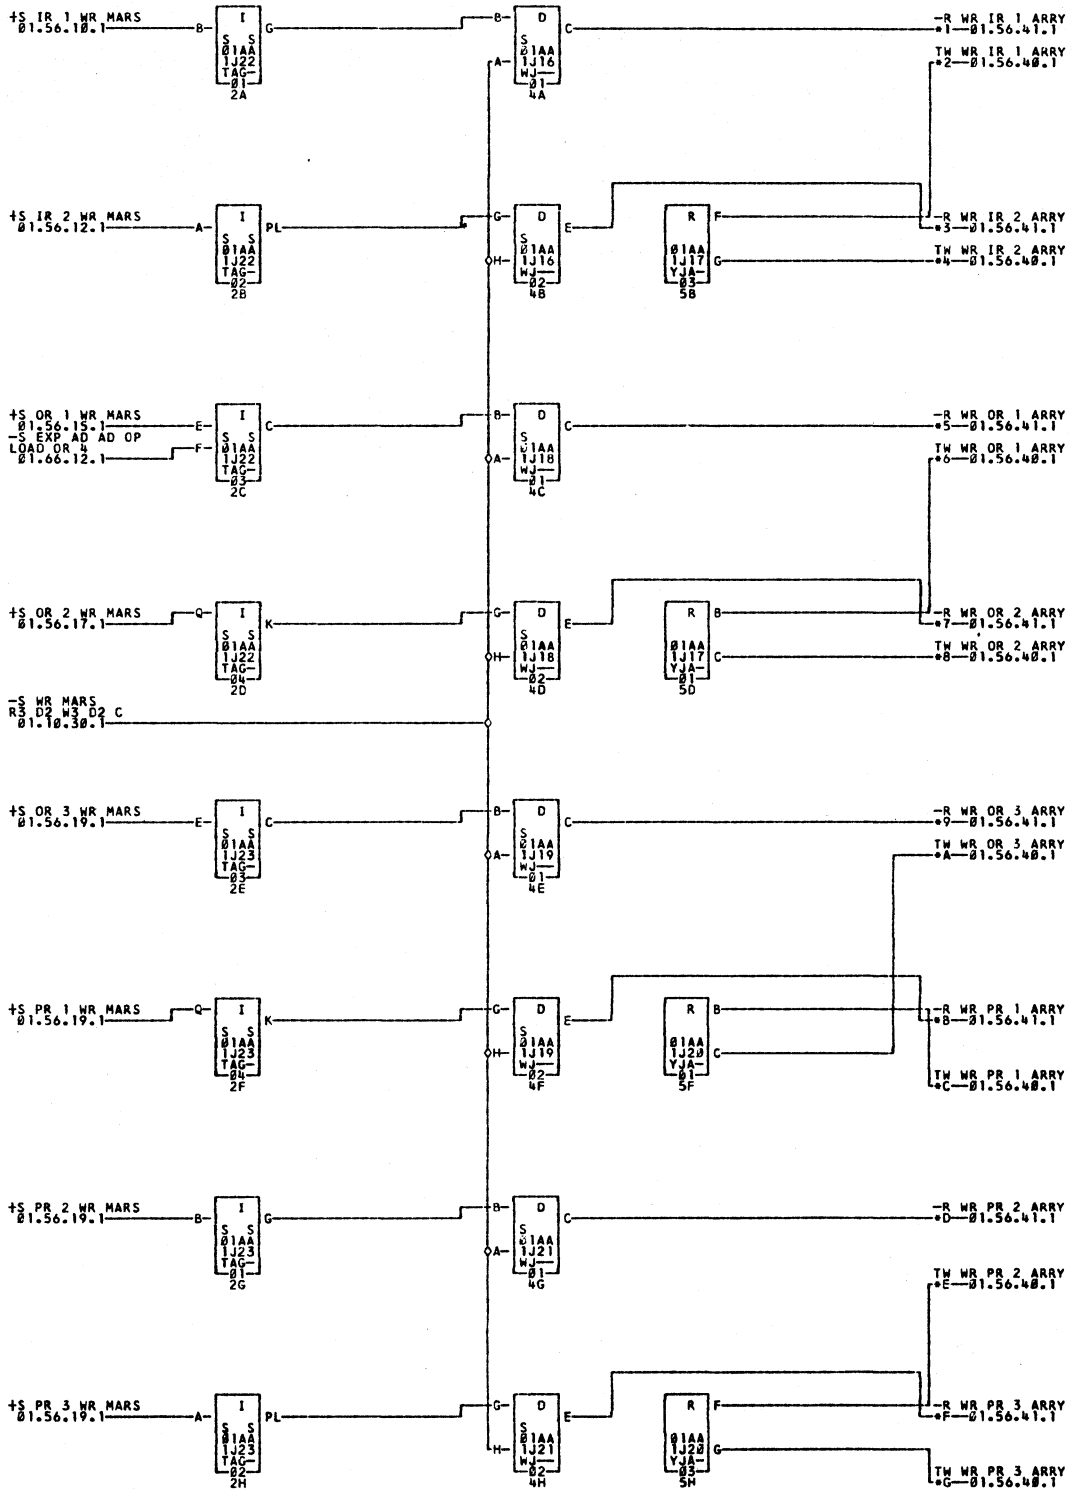 +S IR 1 WR MARS
01.56.10.1 B I G B D C -R WR IR 1 ARRY
*1 01.56.41.1
S S S
01AA 01AA
1J22 A 1J16 TW WR IR 1 ARRY
TAG- WJ- *2 01.56.40.1
01 01
2A 4A
+S IR 2 WR MARS
01.56.12.1 A I PL G D E R F -R WR IR 2 ARRY
*3 01.56.41.1
S S S
01AA 01AA 01AA
1J22 H 1J16 1J17 G TW WR IR 2 ARRY
TAG- WJ- YJA- *4 01.56.40.1
02 02 03
2B 4B 5B
+S OR 1 WR MARS
01.56.15.1 E I C B D C -R WR OR 1 ARRY
*5 01.56.41.1
-S EXP AD AD OP
LOAD OR 4
01.66.12.1 F
S S S
01AA 01AA
1J22 A 1J18 TW WR OR 1 ARRY
TAG- WJ- *6 01.56.40.1
03 01
2C 4C
+S OR 2 WR MARS
01.56.17.1 Q I K G D E R B -R WR OR 2 ARRY
*7 01.56.41.1
S S S
01AA 01AA 01AA
1J22 H 1J18 1J17 C TW WR OR 2 ARRY
TAG- WJ- YJA- *8 01.56.40.1
04 02 01
2D 4D 5D
-S WR MARS
R3 D2 W3 D2 C
01.10.30.1
+S OR 3 WR MARS
01.56.19.1 E I C B D C -R WR OR 3 ARRY
*9 01.56.41.1
S S S
01AA 01AA
1J23 A 1J19 TW WR OR 3 ARRY
TAG- WJ- *A 01.56.40.1
03 01
2E 4E
+S PR 1 WR MARS
01.56.19.1 Q I K G D E R B -R WR PR 1 ARRY
*B 01.56.41.1
S S S
01AA 01AA 01AA
1J23 H 1J19 1J20 C
TAG- WJ- YJA- TW WR PR 1 ARRY
04 02 01 *C 01.56.40.1
2F 4F 5F
+S PR 2 WR MARS
01.56.19.1 B I G B D C -R WR PR 2 ARRY
*D 01.56.41.1
S S S
01AA 01AA
1J23 A 1J21
TAG- WJ- TW WR PR 2 ARRY
01 01 *E 01.56.40.1
2G 4G
+S PR 3 WR MARS
01.56.19.1 A I PL G D E R F -R WR PR 3 ARRY
*F 01.56.41.1
S S S
01AA 01AA 01AA
1J23 H 1J21 1J20 G
TAG- WJ- YJA- TW WR PR 3 ARRY
02 02 03 *G 01.56.40.1
2H 4H 5H